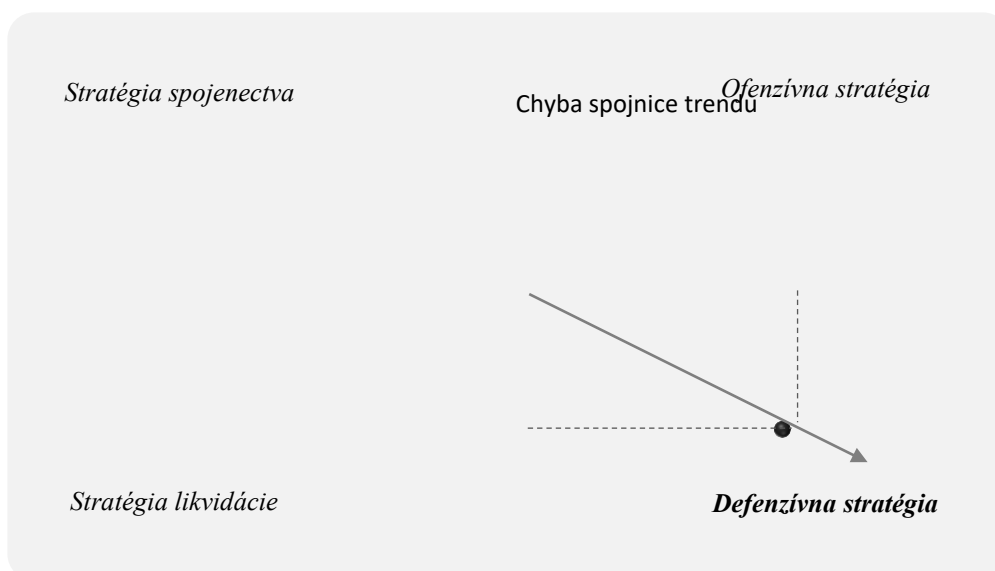 Stratégia spojenectva
Ofenzívna stratégia
Chyba spojnice trendu
Stratégia likvidácie
Defenzívna stratégia